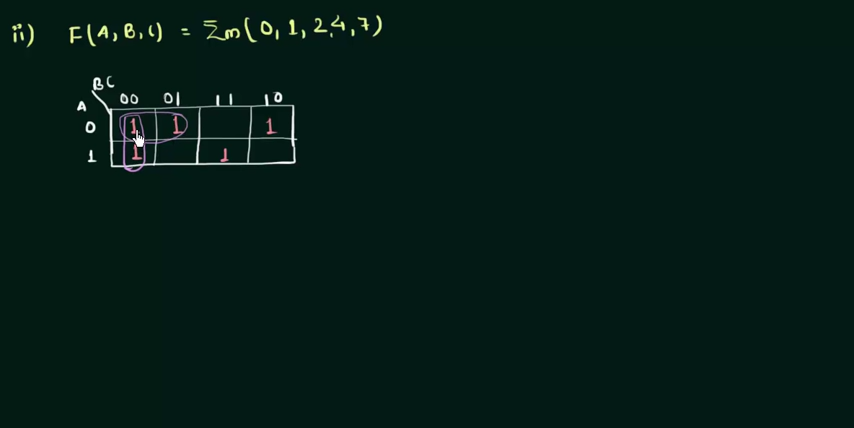 ii) F(A, B, C) = Σm(0, 1, 2, 4, 7)
BC
A 00 01 11 10
0 1 1 1
1 1 1